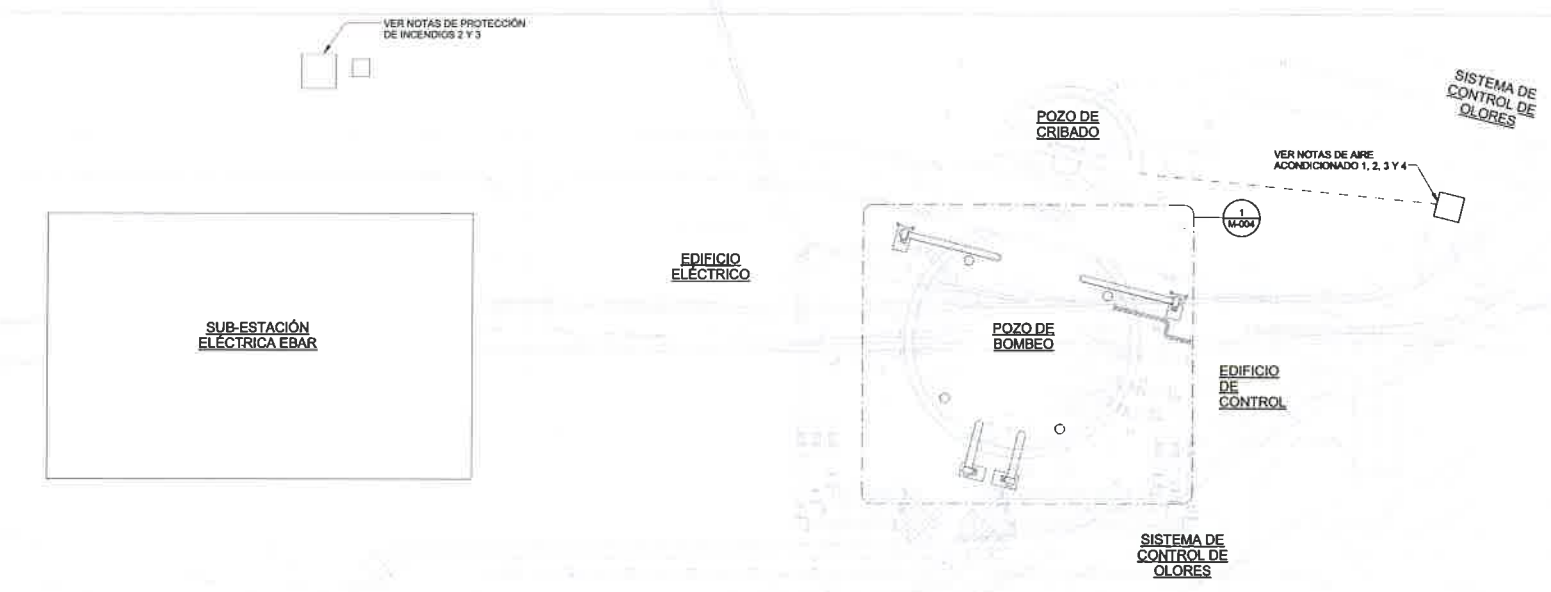 VER NOTAS DE PROTECCIÓN
DE INCENDIOS 2 Y 3
SISTEMA DE
CONTROL DE
OLORES
POZO DE
CRIBADO
VER NOTAS DE AIRE
ACONDICIONADO 1, 2, 3 Y 4
1
M-004
EDIFICIO
ELÉCTRICO
SUB-ESTACIÓN
ELÉCTRICA EBAR
POZO DE
BOMBEO
EDIFICIO
DE
CONTROL
SISTEMA DE
CONTROL DE
OLORES